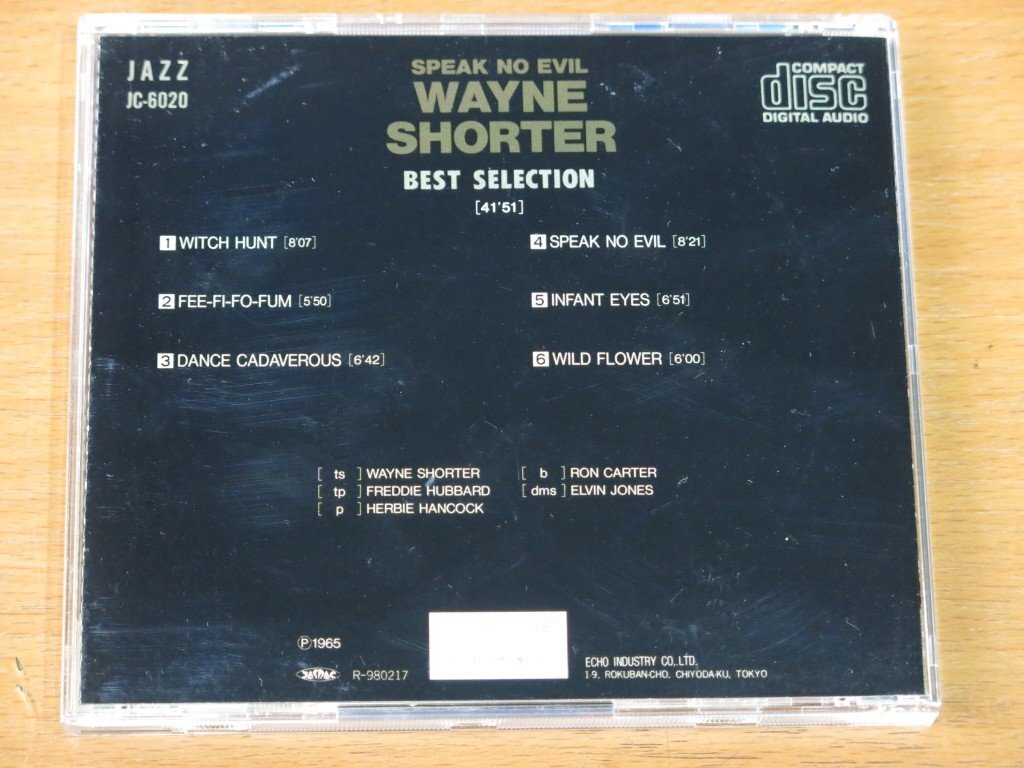 JAZZ
JC-6020
SPEAK NO EVIL
WAYNE
SHORTER
BEST SELECTION
[41'51]
COMPACT
disc
DIGITAL AUDIO
1 WITCH HUNT [8'07]
2 FEE-FI-FO-FUM [5'50]
3 DANCE CADAVEROUS [6'42]
4 SPEAK NO EVIL [8'21]
5 INFANT EYES [6'51]
6 WILD FLOWER [6'00]
[ ts ] WAYNE SHORTER
[ tp ] FREDDIE HUBBARD
[ p ] HERBIE HANCOCK
[ b ] RON CARTER
[ dms ] ELVIN JONES
Ⓟ1965
JASRAC R-980217
ECHO INDUSTRY CO.,LTD.
1-9, ROKUBAN-CHO, CHIYODA-KU, TOKYO